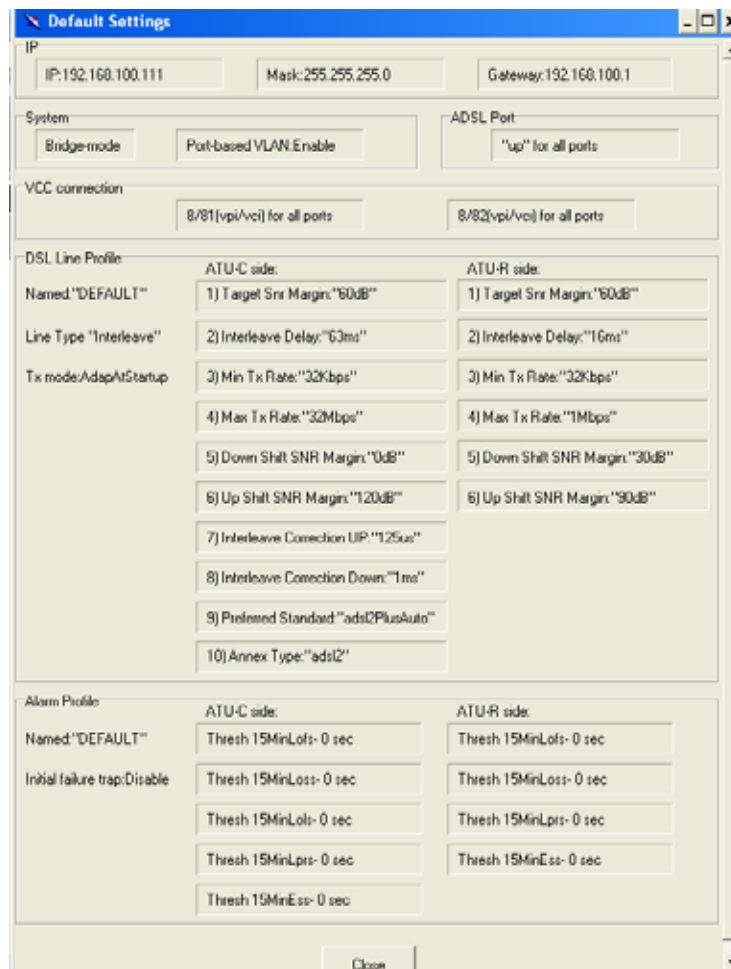 Default Settings
IP
IP:192.168.100.111 Mask:255.255.255.0 Gateway:192.168.100.1
System ADSL Port
Bridge-mode Port-based VLAN:Enable "up" for all ports
VCC connection
8/81(vpi/vci) for all ports 8/82(vpi/vci) for all ports
DSL Line Profile
ATU-C side: ATU-R side:
Named:"DEFAULT" 1) Target Snr Margin:"60dB" 1) Target Snr Margin:"60dB"
Line Type "Interleave" 2) Interleave Delay:"63ms" 2) Interleave Delay:"16ms"
Tx mode:AdapAtStartup 3) Min Tx Rate:"32Kbps" 3) Min Tx Rate:"32Kbps"
4) Max Tx Rate:"32Mbps" 4) Max Tx Rate:"1Mbps"
5) Down Shift SNR Margin:"0dB" 5) Down Shift SNR Margin:"30dB"
6) Up Shift SNR Margin:"120dB" 6) Up Shift SNR Margin:"90dB"
7) Interleave Correction UP:"125us"
8) Interleave Correction Down:"1ms"
9) Preferred Standard:"adsl2PlusAuto"
10) Annex Type:"adsl2"
Alarm Profile
ATU-C side: ATU-R side:
Named:"DEFAULT" Thresh 15MinLofs- 0 sec Thresh 15MinLofs- 0 sec
Initial failure trap:Disable Thresh 15MinLoss- 0 sec Thresh 15MinLoss- 0 sec
Thresh 15MinLols- 0 sec Thresh 15MinLprs- 0 sec
Thresh 15MinLprs- 0 sec Thresh 15MinEss- 0 sec
Thresh 15MinEss- 0 sec
Close